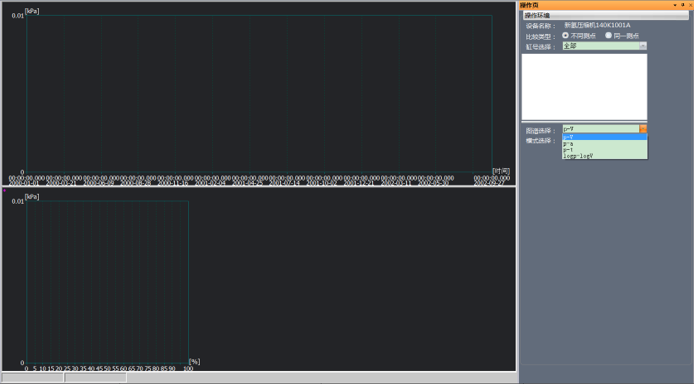 操作页
操作环境
设备名称： 新氢压缩机140K1001A
比较类型： 不同测点 同一测点
缸号选择： 全部
图谱选择： p-V
p-V
p-a
p-t
logp-logV
模式选择：
[kPa]
0.01
0
[时间]
00:00:00.000 00:00:00.000 00:00:00.000 00:00:00.000 00:00:00.000 00:00:00.000 00:00:00.000 00:00:00.000 00:00:00.000 00:00:00.000 00:00:00.000 00:00:00.000 00:00:00.000
2000-01-01 2000-03-21 2000-06-09 2000-08-28 2000-11-16 2001-02-04 2001-04-25 2001-07-14 2001-10-02 2001-12-21 2002-03-11 2002-05-30 2002-09-27
[kPa]
0.01
0
[%]
0 5 10 15 20 25 30 35 40 45 50 55 60 65 70 75 80 85 90 100